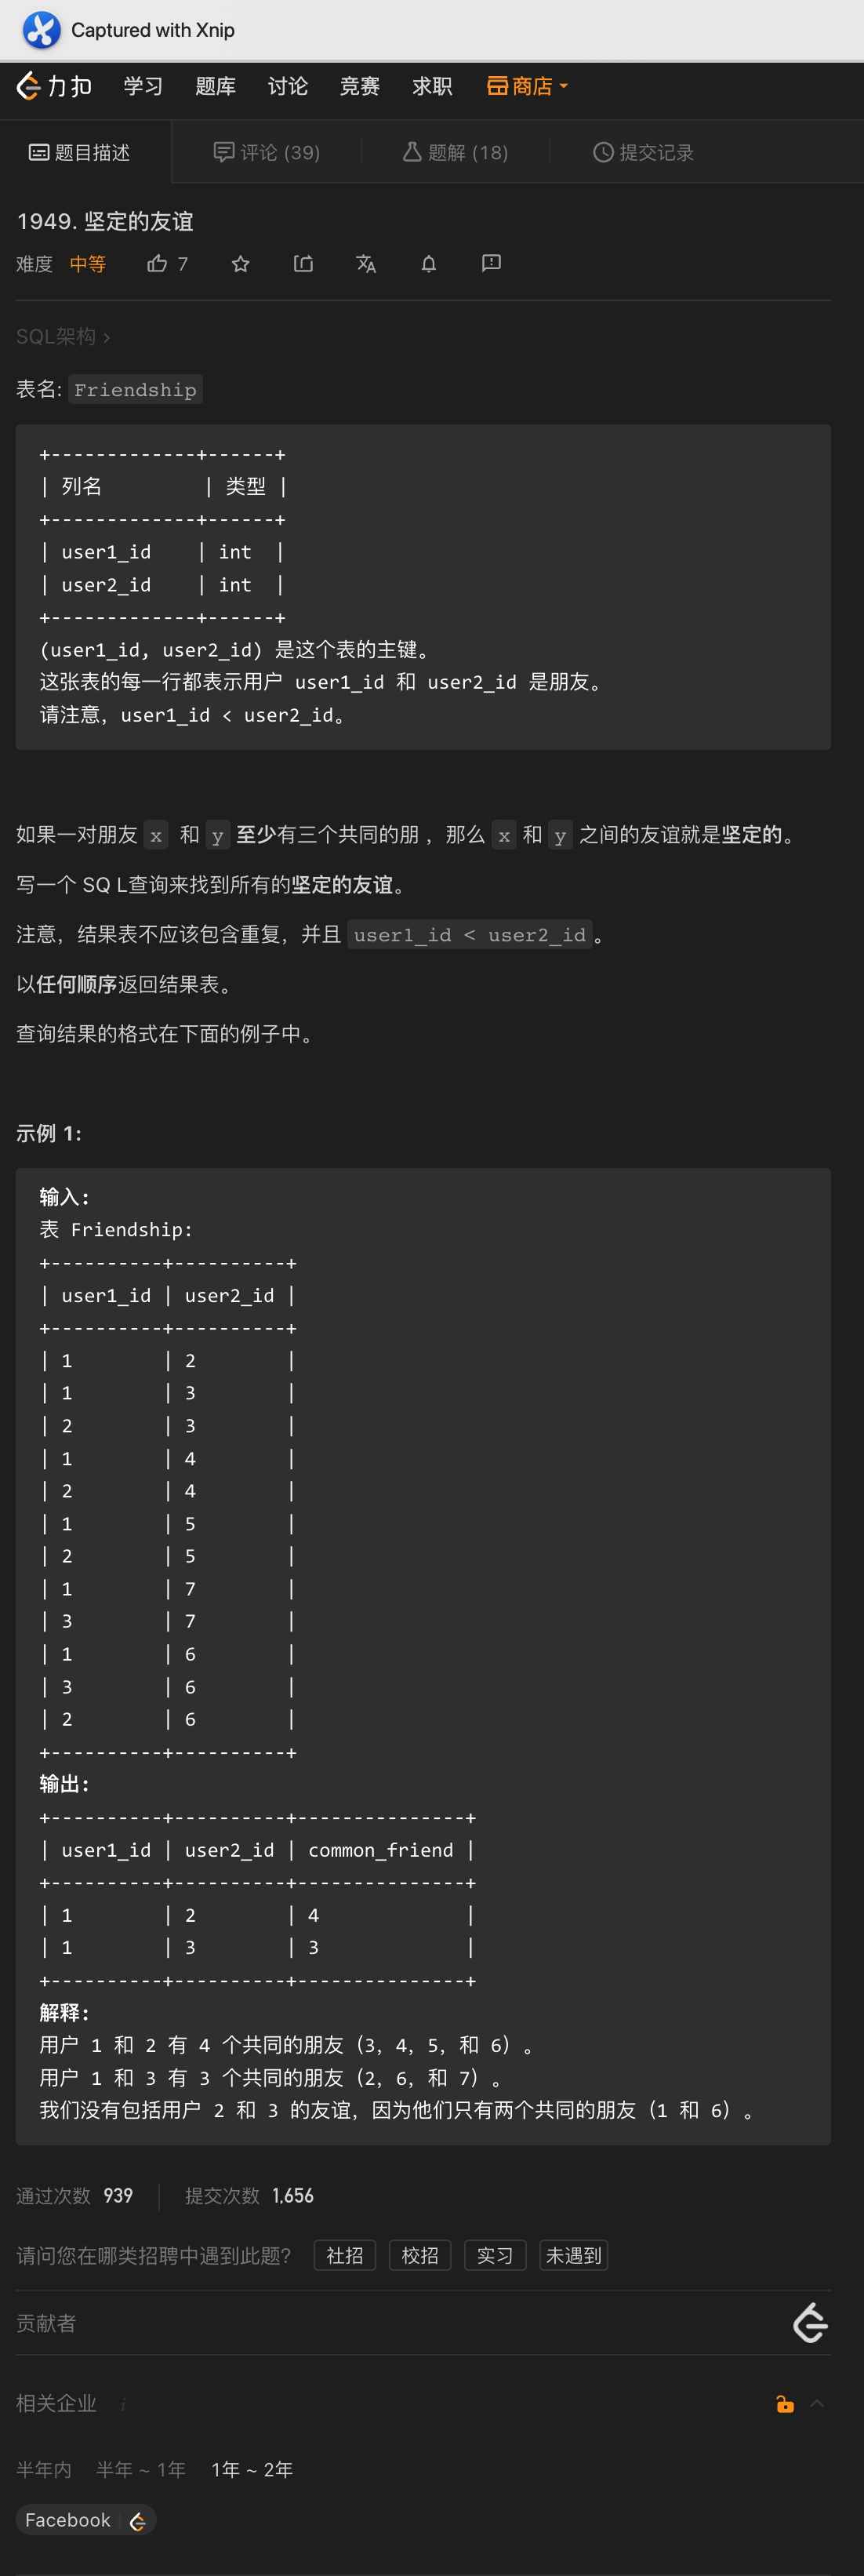 Captured with Xnip
力扣 学习 题库 讨论 竞赛 求职 商店
题目描述 评论 (39) 题解 (18) 提交记录
1949. 坚定的友谊
难度 中等 7
SQL架构 >
表名: Friendship
+-------------+------+
| 列名 | 类型 |
+-------------+------+
| user1_id | int |
| user2_id | int |
+-------------+------+
(user1_id, user2_id) 是这个表的主键。
这张表的每一行都表示用户 user1_id 和 user2_id 是朋友。
请注意，user1_id < user2_id。
如果一对朋友 x 和 y 至少有三个共同的朋 ，那么 x 和 y 之间的友谊就是坚定的。
写一个 SQ L查询来找到所有的坚定的友谊。
注意，结果表不应该包含重复，并且 user1_id < user2_id。
以任何顺序返回结果表。
查询结果的格式在下面的例子中。
示例 1:
输入:
表 Friendship:
+----------+----------+
| user1_id | user2_id |
+----------+----------+
| 1 | 2 |
| 1 | 3 |
| 2 | 3 |
| 1 | 4 |
| 2 | 4 |
| 1 | 5 |
| 2 | 5 |
| 1 | 7 |
| 3 | 7 |
| 1 | 6 |
| 3 | 6 |
| 2 | 6 |
+----------+----------+
输出:
+----------+----------+---------------+
| user1_id | user2_id | common_friend |
+----------+----------+---------------+
| 1 | 2 | 4 |
| 1 | 3 | 3 |
+----------+----------+---------------+
解释:
用户 1 和 2 有 4 个共同的朋友（3，4，5，和 6）。
用户 1 和 3 有 3 个共同的朋友（2，6，和 7）。
我们没有包括用户 2 和 3 的友谊，因为他们只有两个共同的朋友（1 和 6）。
通过次数 939 提交次数 1,656
请问您在哪类招聘中遇到此题? 社招 校招 实习 未遇到
贡献者
相关企业 i
半年内 半年 ~ 1年 1年 ~ 2年
Facebook